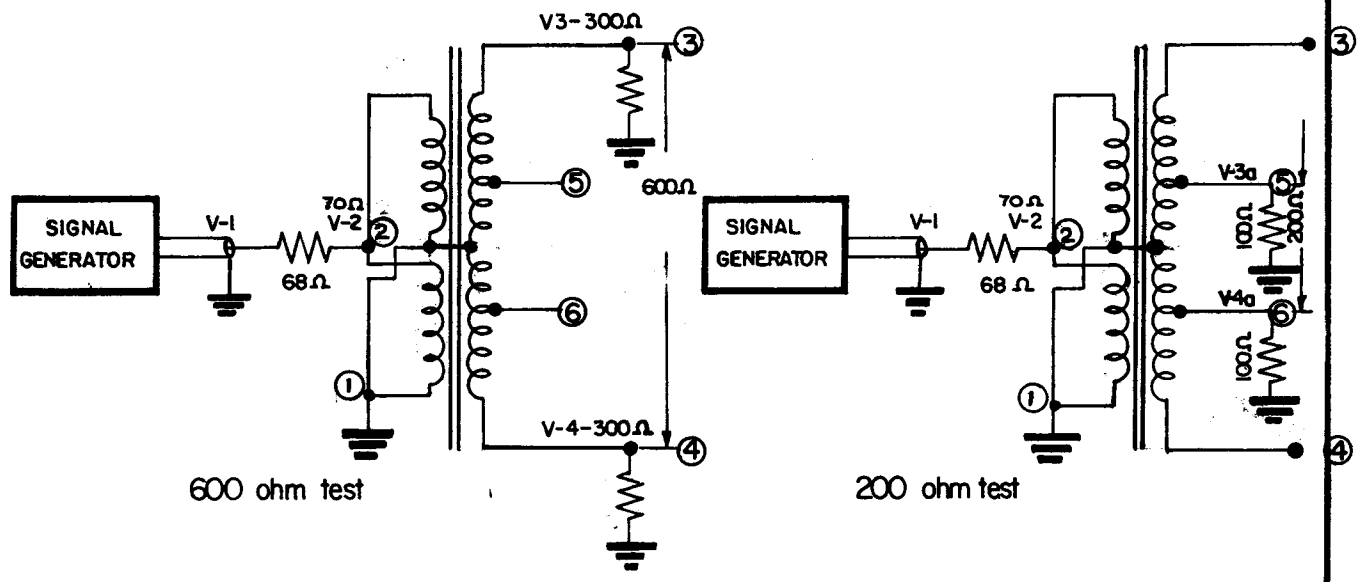 V3-300Ω
③
⑤
600Ω
SIGNAL
GENERATOR
V-1
70Ω
V-2
②
68Ω
⑥
①
V-4-300Ω
④
600 ohm test
③
V-3a
⑤
100Ω
200Ω
SIGNAL
GENERATOR
V-1
70Ω
V-2
②
68Ω
V-4a
⑥
100Ω
①
④
200 ohm test